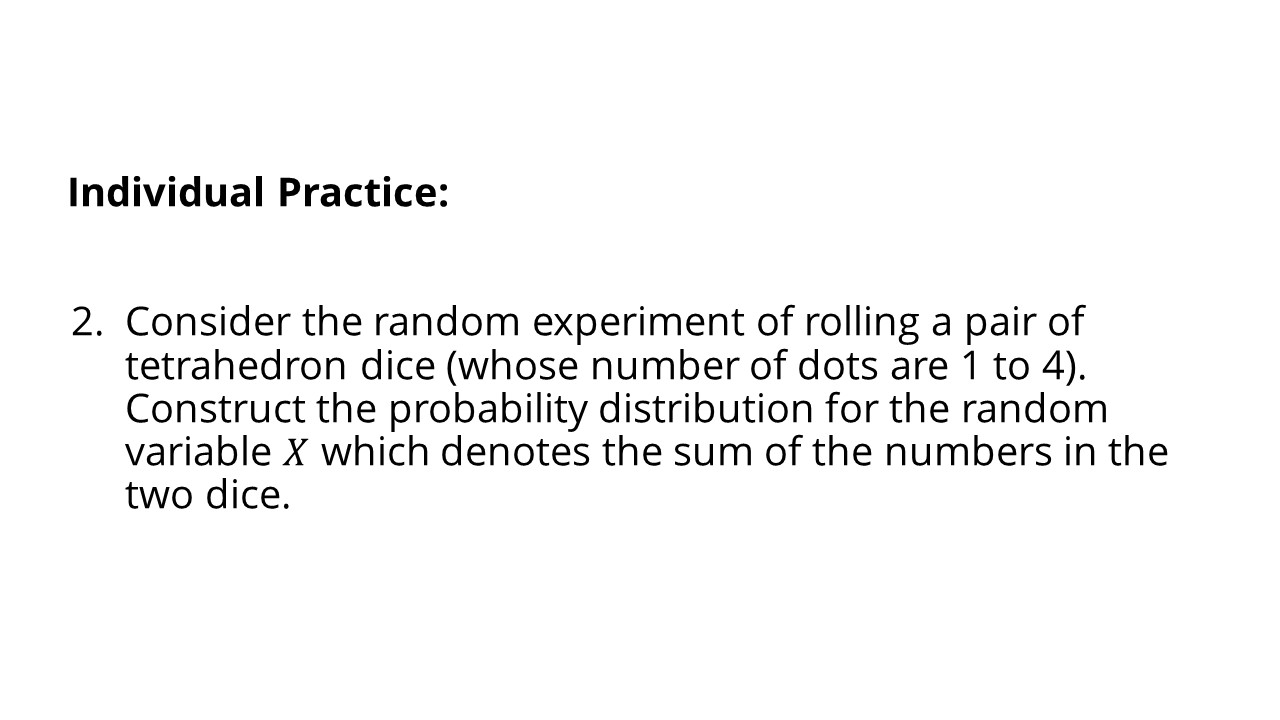 Individual Practice:
2. Consider the random experiment of rolling a pair of
tetrahedron dice (whose number of dots are 1 to 4).
Construct the probability distribution for the random
variable X which denotes the sum of the numbers in the
two dice.